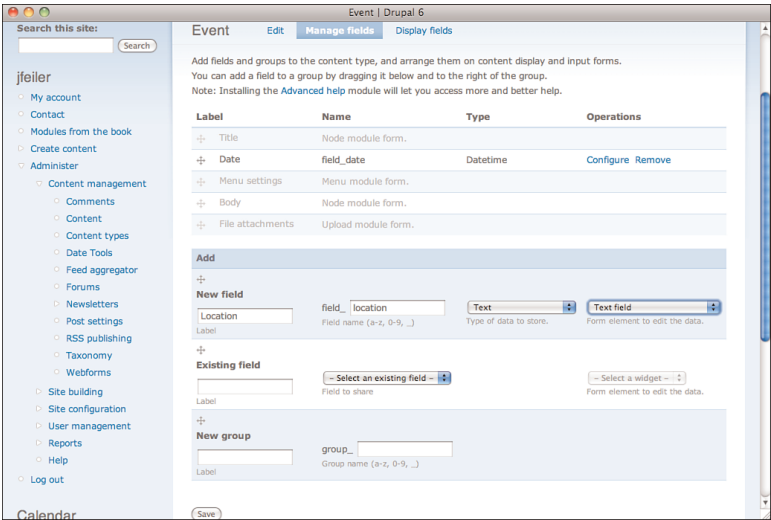 Event | Drupal 6
Search this site:
Search
jfeiler
My account
Contact
Modules from the book
Create content
Administer
Content management
Comments
Content
Content types
Date Tools
Feed aggregator
Forums
Newsletters
Post settings
RSS publishing
Taxonomy
Webforms
Site building
Site configuration
User management
Reports
Help
Log out
Calendar
Event Edit Manage fields Display fields
Add fields and groups to the content type, and arrange them on content display and input forms.
You can add a field to a group by dragging it below and to the right of the group.
Note: Installing the Advanced help module will let you access more and better help.
Label Name Type Operations
Title Node module form.
Date field_date Datetime Configure Remove
Menu settings Menu module form.
Body Node module form.
File attachments Upload module form.
Add
New field
Location field_ location Text Text field
Label Field name (a-z, 0-9, _) Type of data to store. Form element to edit the data.
Existing field
– Select an existing field – – Select a widget –
Label Field to share Form element to edit the data.
New group
group_
Label Group name (a-z, 0-9, _)
Save